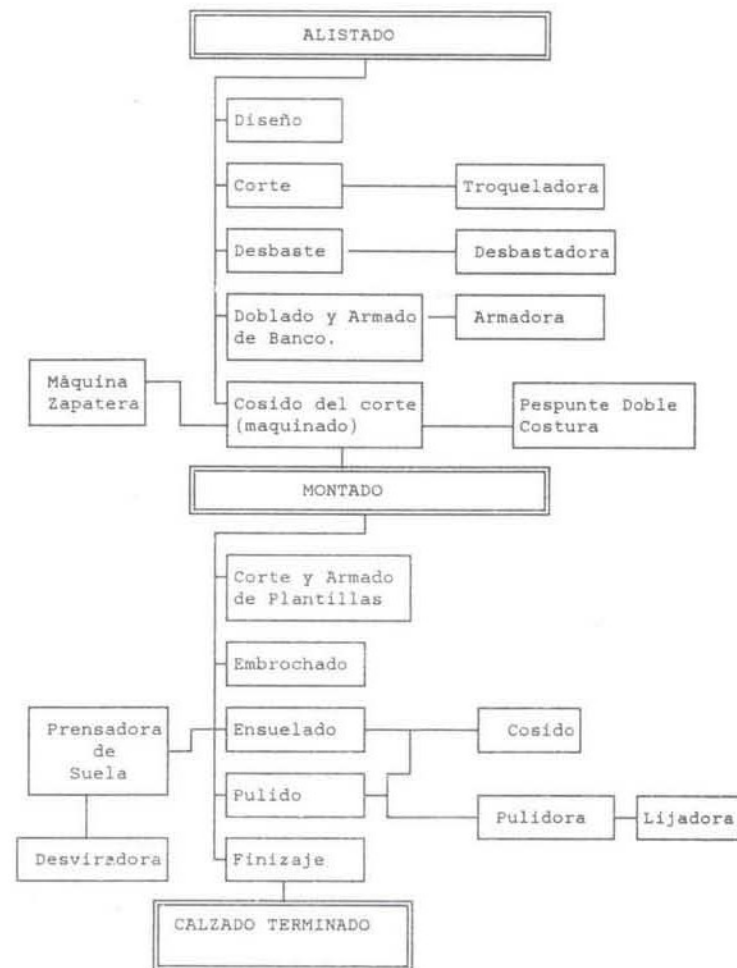 ALISTADO
Diseño
Corte
Troqueladora
Desbaste
Desbastadora
Doblado y Armado
de Banco.
Armadora
Máquina
Zapatera
Cosido del corte
(maquinado)
Pespunte Doble
Costura
MONTADO
Corte y Armado
de Plantillas
Embrochado
Prensadora
de
Suela
Ensuelado
Cosido
Pulido
Pulidora
Lijadora
Desviradora
Finizaje
CALZADO TERMINADO